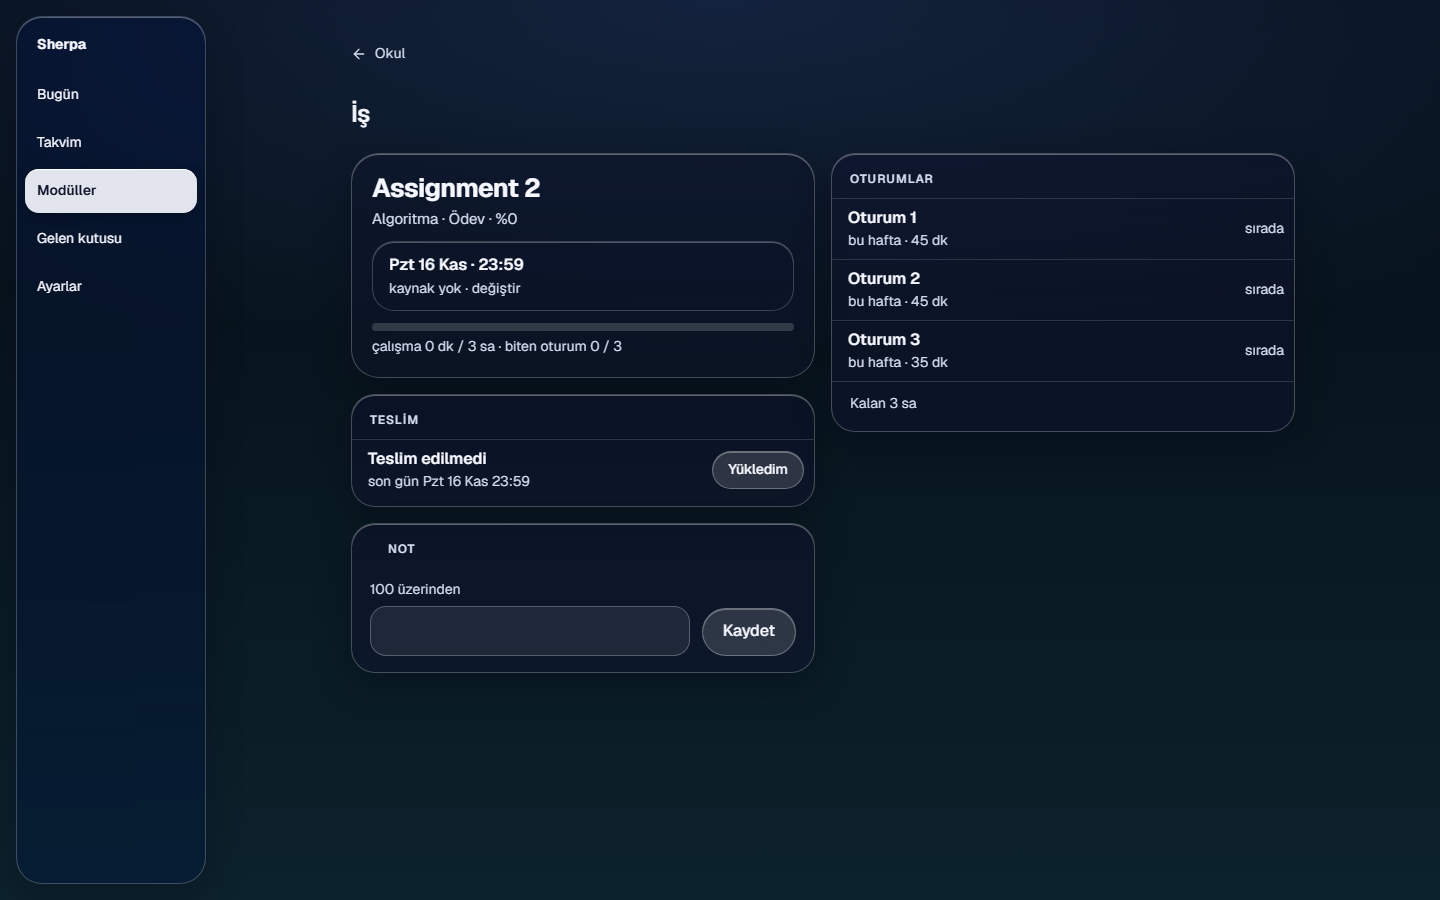 Sherpa
Bugün
Takvim
Modüller
Gelen kutusu
Ayarlar
← Okul
İş
Assignment 2
Algoritma · Ödev · %0
Pzt 16 Kas · 23:59
kaynak yok · değiştir
çalışma 0 dk / 3 sa · biten oturum 0 / 3
TESLİM
Teslim edilmedi
son gün Pzt 16 Kas 23:59
Yükledim
NOT
100 üzerinden
Kaydet
OTURUMLAR
Oturum 1
bu hafta · 45 dk
sırada
Oturum 2
bu hafta · 45 dk
sırada
Oturum 3
bu hafta · 35 dk
sırada
Kalan 3 sa